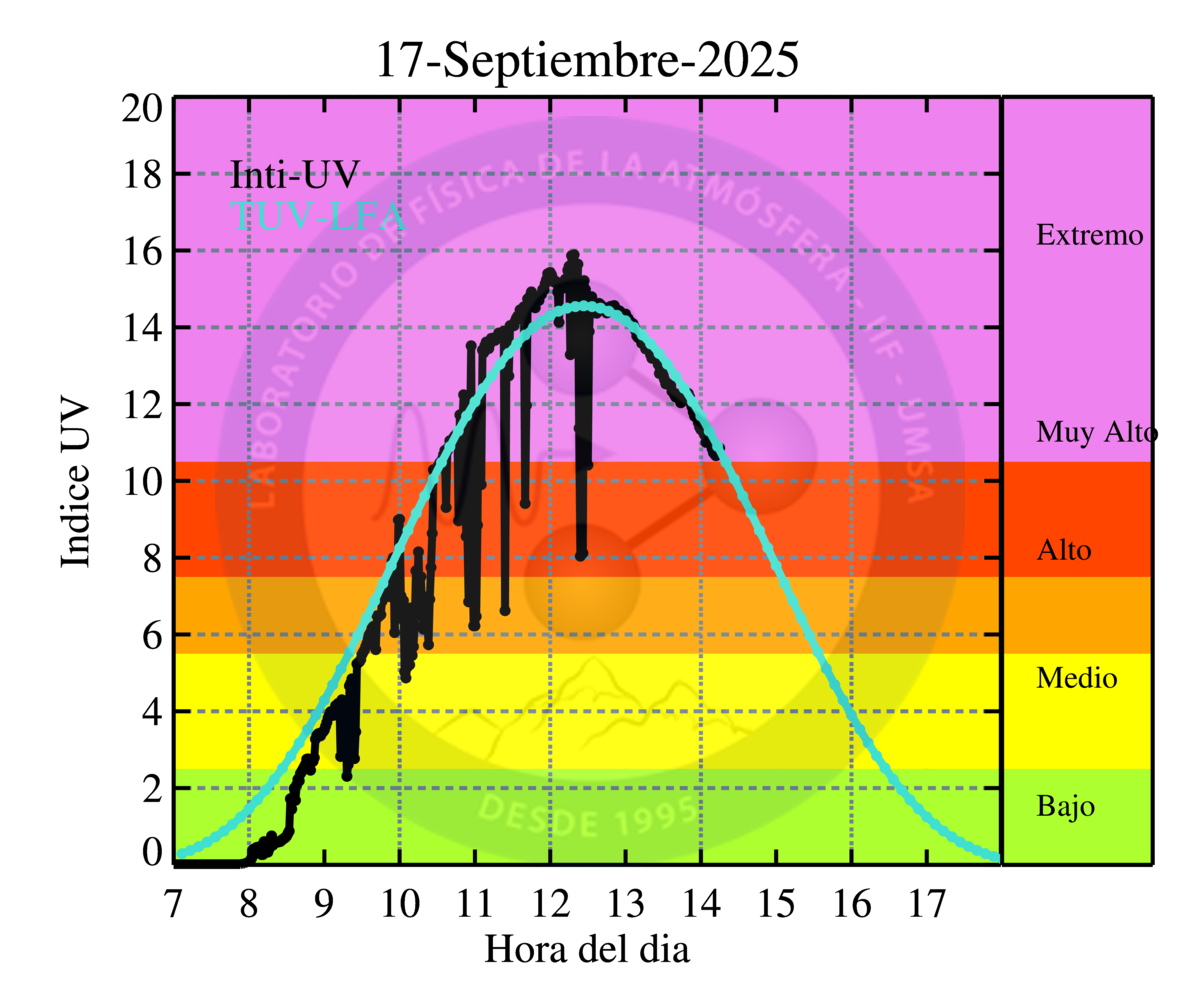 17-Septiembre-2025
20
18
16
14
12
10
8
6
4
2
0
Indice UV
Inti-UV
TUV-LFA
LABORATORIO DE FÍSICA DE LA ATMÓSFERA - IIF - UMSA
DESDE 1995
Extremo
Muy Alto
Alto
Medio
Bajo
7 8 9 10 11 12 13 14 15 16 17
Hora del dia